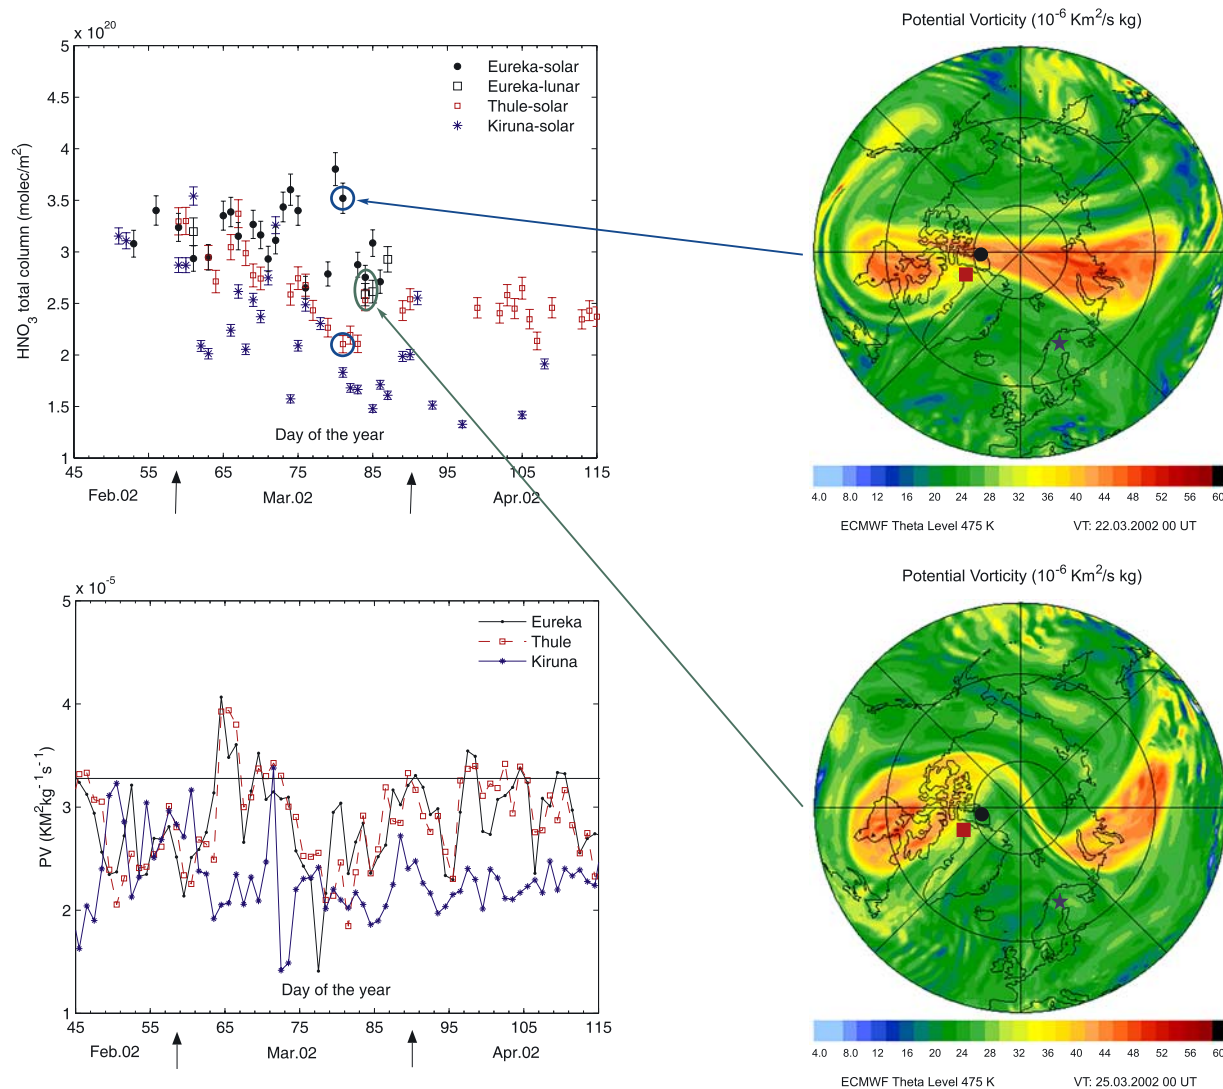 x 10^20
5
4.5
4
3.5
3
2.5
2
1.5
1
HNO3 total column (molec/m^2)
Eureka-solar
Eureka-lunar
Thule-solar
Kiruna-solar
Day of the year
45 55 65 75 85 95 105 115
Feb.02 Mar.02 Apr.02
Potential Vorticity (10^-6 Km^2/s kg)
4.0 8.0 12 16 20 24 28 32 36 40 44 48 52 56 60
ECMWF Theta Level 475 K VT: 22.03.2002 00 UT
x 10^-5
5
4
3
2
1
PV (KM^2kg^-1s^-1)
Eureka
Thule
Kiruna
Day of the year
45 55 65 75 85 95 105 115
Feb.02 Mar.02 Apr.02
Potential Vorticity (10^-6 Km^2/s kg)
4.0 8.0 12 16 20 24 28 32 36 40 44 48 52 56 60
ECMWF Theta Level 475 K VT: 25.03.2002 00 UT